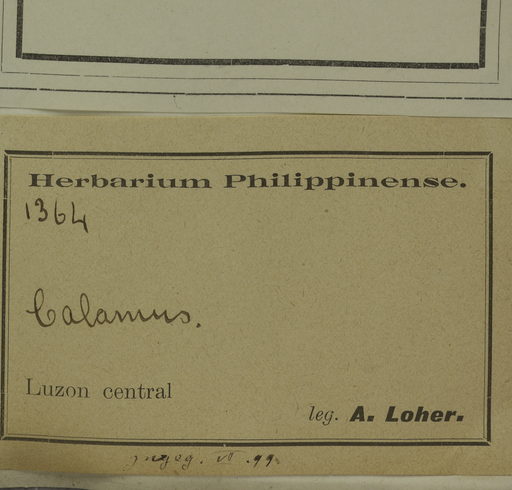 Herbarium Philippinense.
1364
Calamus.
Luzon central
leg. A. Loher.